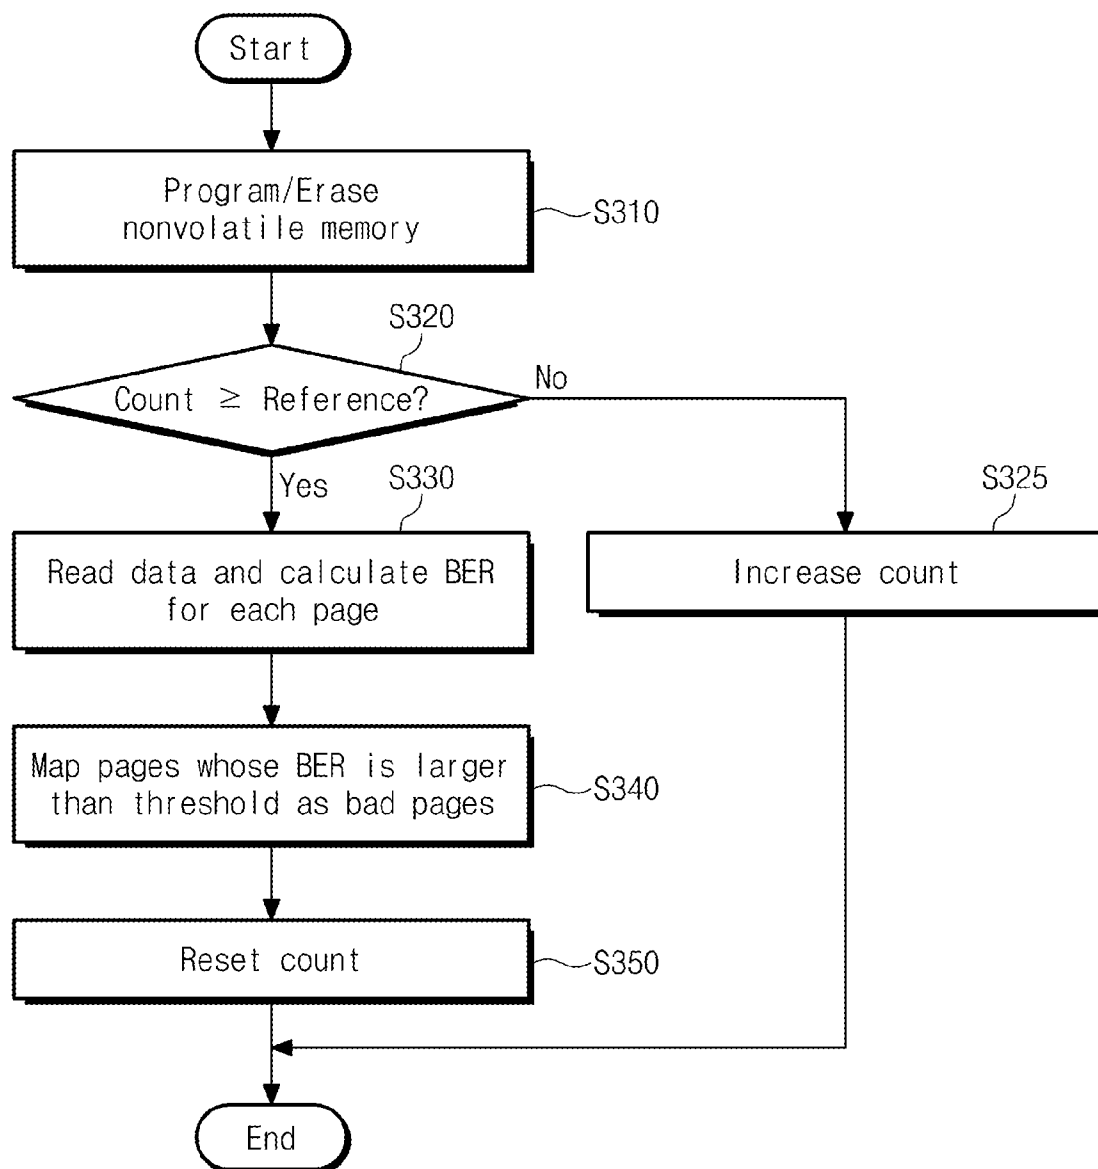 Start
Program/Erase
nonvolatile memory
S310
S320
Count ≧ Reference?
No
Yes
S330
S325
Read data and calculate BER
for each page
Increase count
Map pages whose BER is larger
than threshold as bad pages
S340
Reset count
S350
End